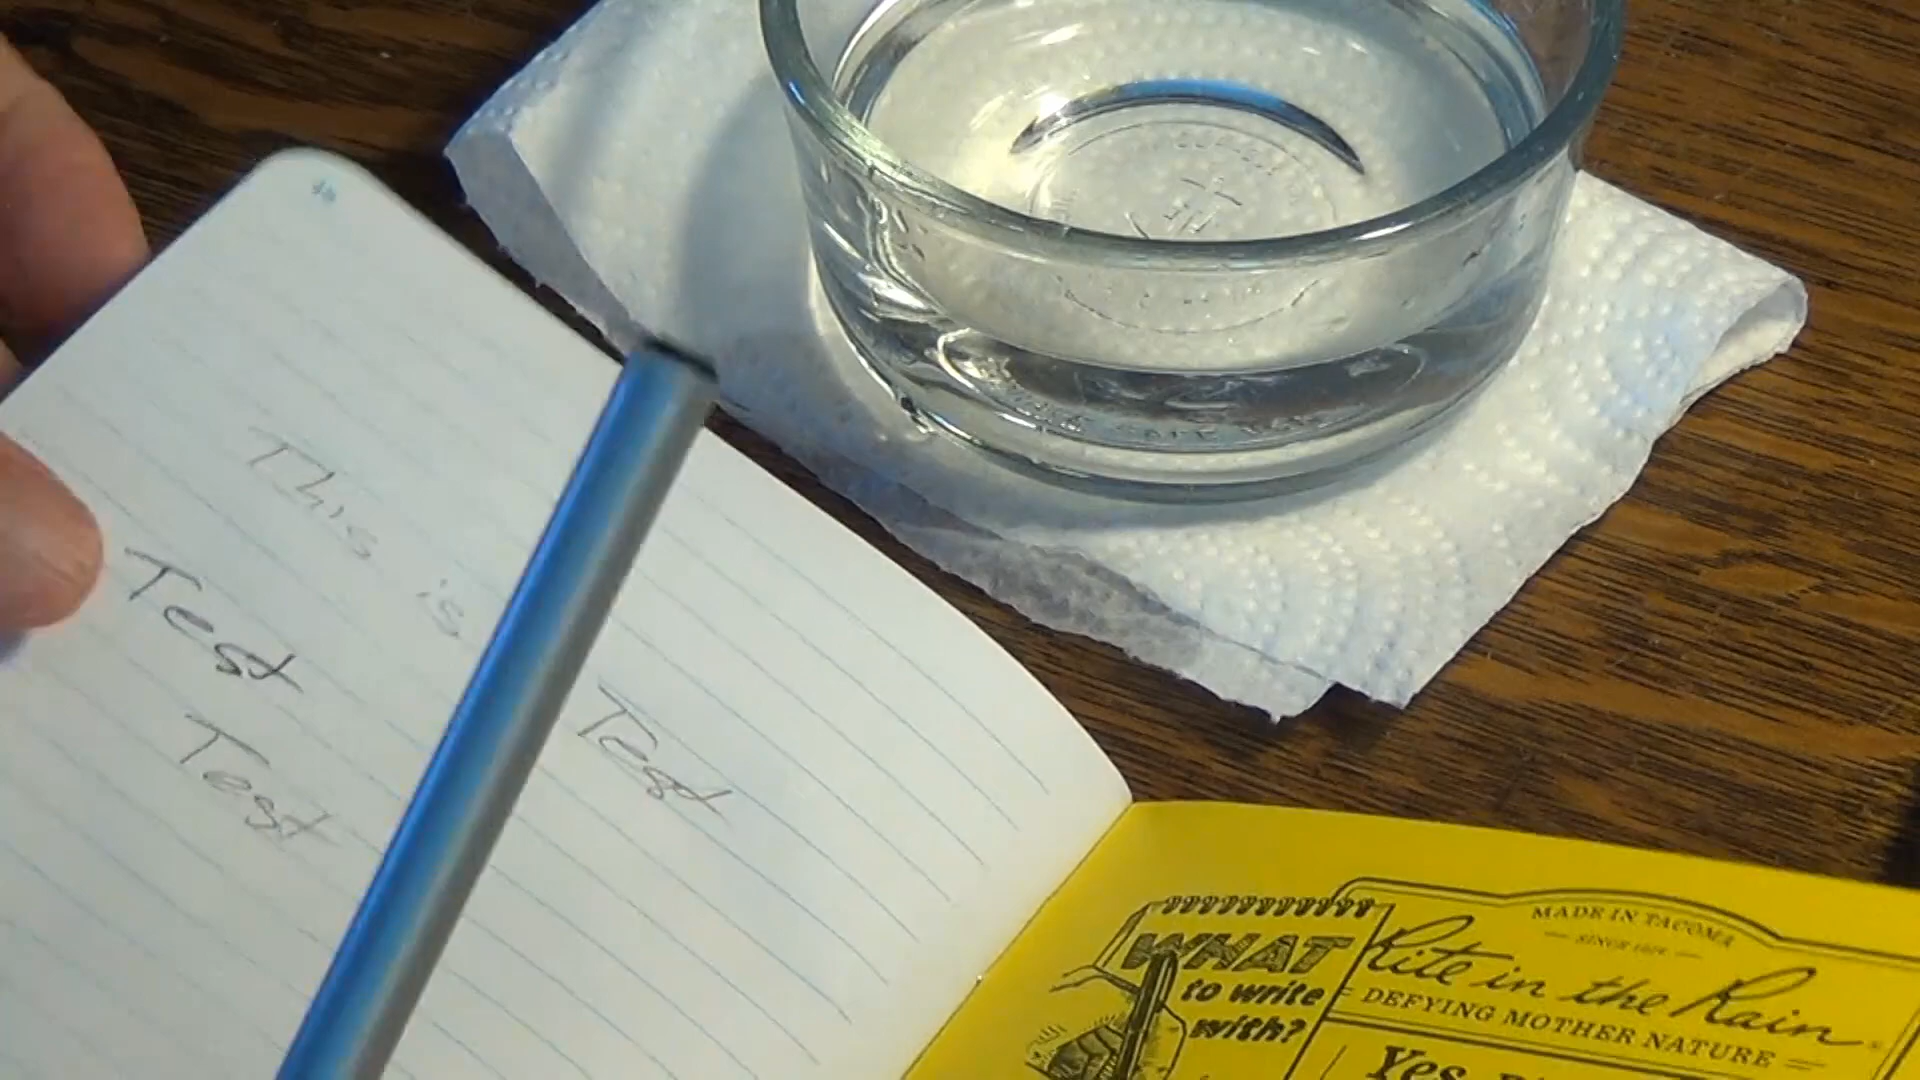 This is
Test Test
Test
WHAT
to write
with?
MADE IN TACOMA
Rite in the Rain
DEFYING MOTHER NATURE
Yes